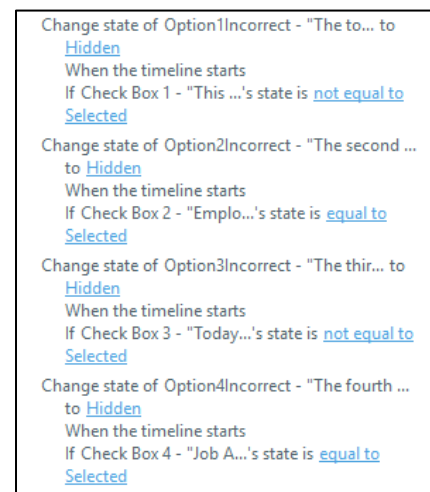 Change state of Option1Incorrect - "The to... to
Hidden
When the timeline starts
If Check Box 1 - "This ...'s state is not equal to
Selected
Change state of Option2Incorrect - "The second ...
to Hidden
When the timeline starts
If Check Box 2 - "Emplo...'s state is equal to
Selected
Change state of Option3Incorrect - "The thir... to
Hidden
When the timeline starts
If Check Box 3 - "Today...'s state is not equal to
Selected
Change state of Option4Incorrect - "The fourth ...
to Hidden
When the timeline starts
If Check Box 4 - "Job A...'s state is equal to
Selected